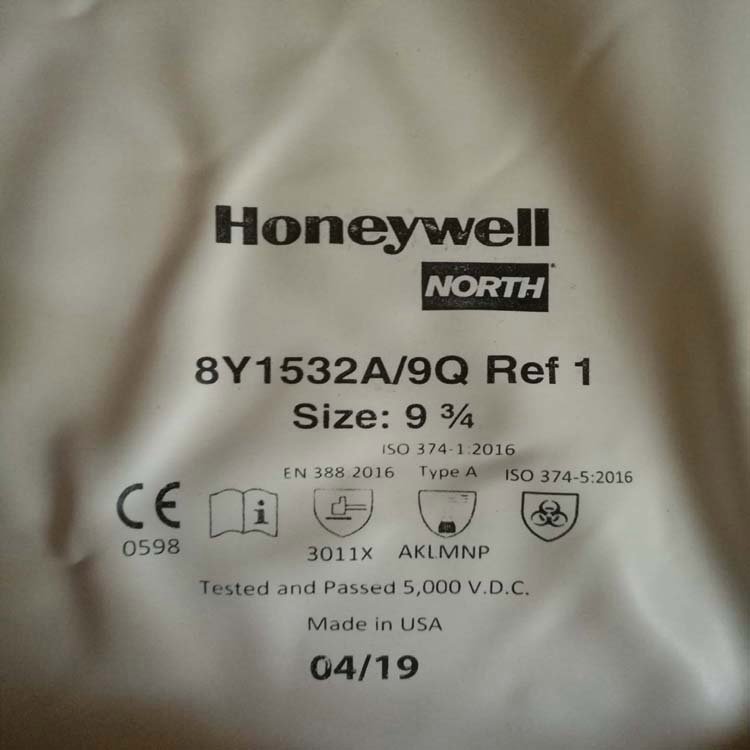 Honeywell
NORTH
8Y1532A/9Q Ref 1
Size: 9 ¾
ISO 374-1:2016
EN 388 2016 Type A ISO 374-5:2016
CE
i
0598
3011X AKLMNP
Tested and Passed 5,000 V.D.C.
Made in USA
04/19